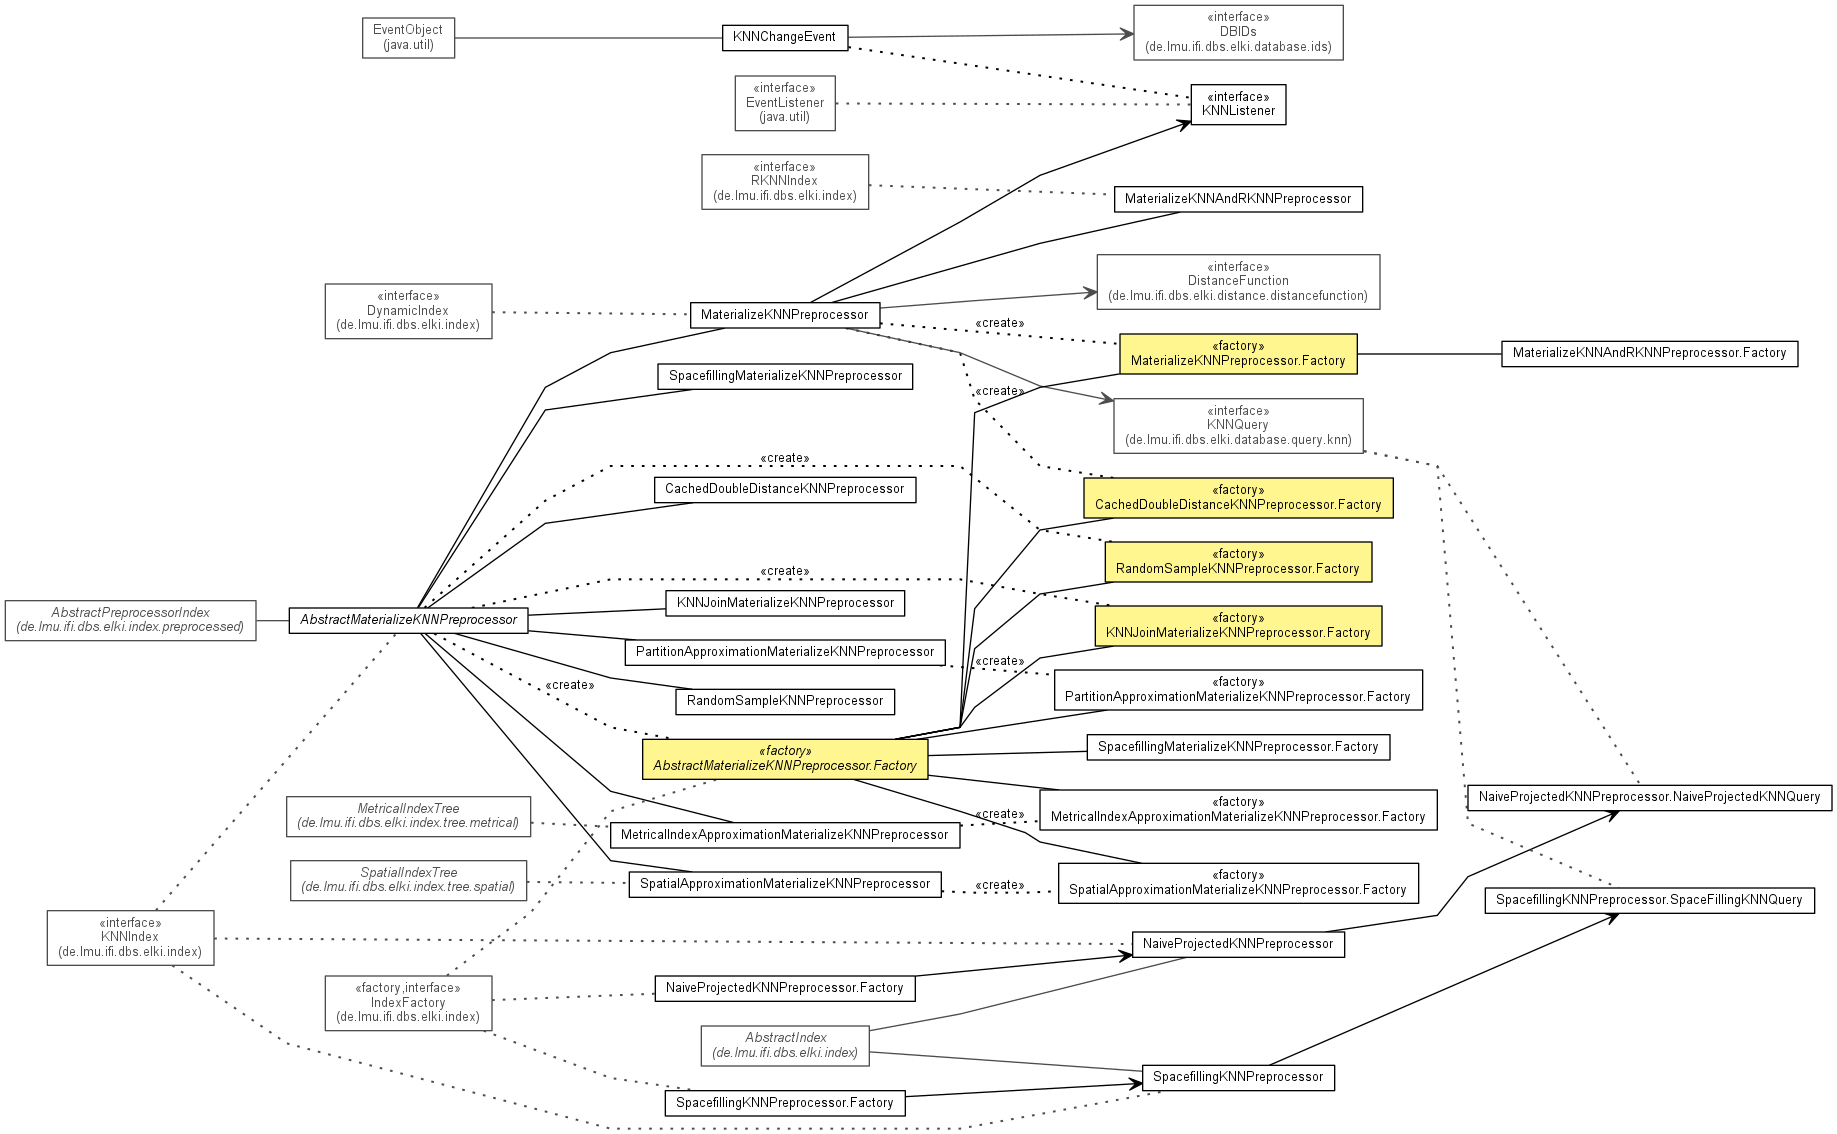 EventObject
(java.util)
KNNChangeEvent
«interface»
DBIDs
(de.lmu.ifi.dbs.elki.database.ids)
«interface»
EventListener
(java.util)
«interface»
KNNListener
«interface»
RKNNIndex
(de.lmu.ifi.dbs.elki.index)
MaterializeKNNAndRKNNPreprocessor
«interface»
DynamicIndex
(de.lmu.ifi.dbs.elki.index)
MaterializeKNNPreprocessor
«interface»
DistanceFunction
(de.lmu.ifi.dbs.elki.distance.distancefunction)
«create»
«factory»
MaterializeKNNPreprocessor.Factory
MaterializeKNNAndRKNNPreprocessor.Factory
SpacefillingMaterializeKNNPreprocessor
«create»
«interface»
KNNQuery
(de.lmu.ifi.dbs.elki.database.query.knn)
«create»
CachedDoubleDistanceKNNPreprocessor
«factory»
CachedDoubleDistanceKNNPreprocessor.Factory
«create»
«factory»
RandomSampleKNNPreprocessor.Factory
AbstractPreprocessorIndex
(de.lmu.ifi.dbs.elki.index.preprocessed)
AbstractMaterializeKNNPreprocessor
KNNJoinMaterializeKNNPreprocessor
«factory»
KNNJoinMaterializeKNNPreprocessor.Factory
PartitionApproximationMaterializeKNNPreprocessor
«create»
«factory»
PartitionApproximationMaterializeKNNPreprocessor.Factory
«create»
RandomSampleKNNPreprocessor
«factory»
AbstractMaterializeKNNPreprocessor.Factory
SpacefillingMaterializeKNNPreprocessor.Factory
MetricalIndexTree
(de.lmu.ifi.dbs.elki.index.tree.metrical)
MetricalIndexApproximationMaterializeKNNPreprocessor
«create»
«factory»
MetricalIndexApproximationMaterializeKNNPreprocessor.Factory
NaiveProjectedKNNPreprocessor.NaiveProjectedKNNQuery
SpatialIndexTree
(de.lmu.ifi.dbs.elki.index.tree.spatial)
SpatialApproximationMaterializeKNNPreprocessor
«create»
«factory»
SpatialApproximationMaterializeKNNPreprocessor.Factory
SpacefillingKNNPreprocessor.SpaceFillingKNNQuery
«interface»
KNNIndex
(de.lmu.ifi.dbs.elki.index)
NaiveProjectedKNNPreprocessor
«factory,interface»
IndexFactory
(de.lmu.ifi.dbs.elki.index)
NaiveProjectedKNNPreprocessor.Factory
AbstractIndex
(de.lmu.ifi.dbs.elki.index)
SpacefillingKNNPreprocessor
SpacefillingKNNPreprocessor.Factory